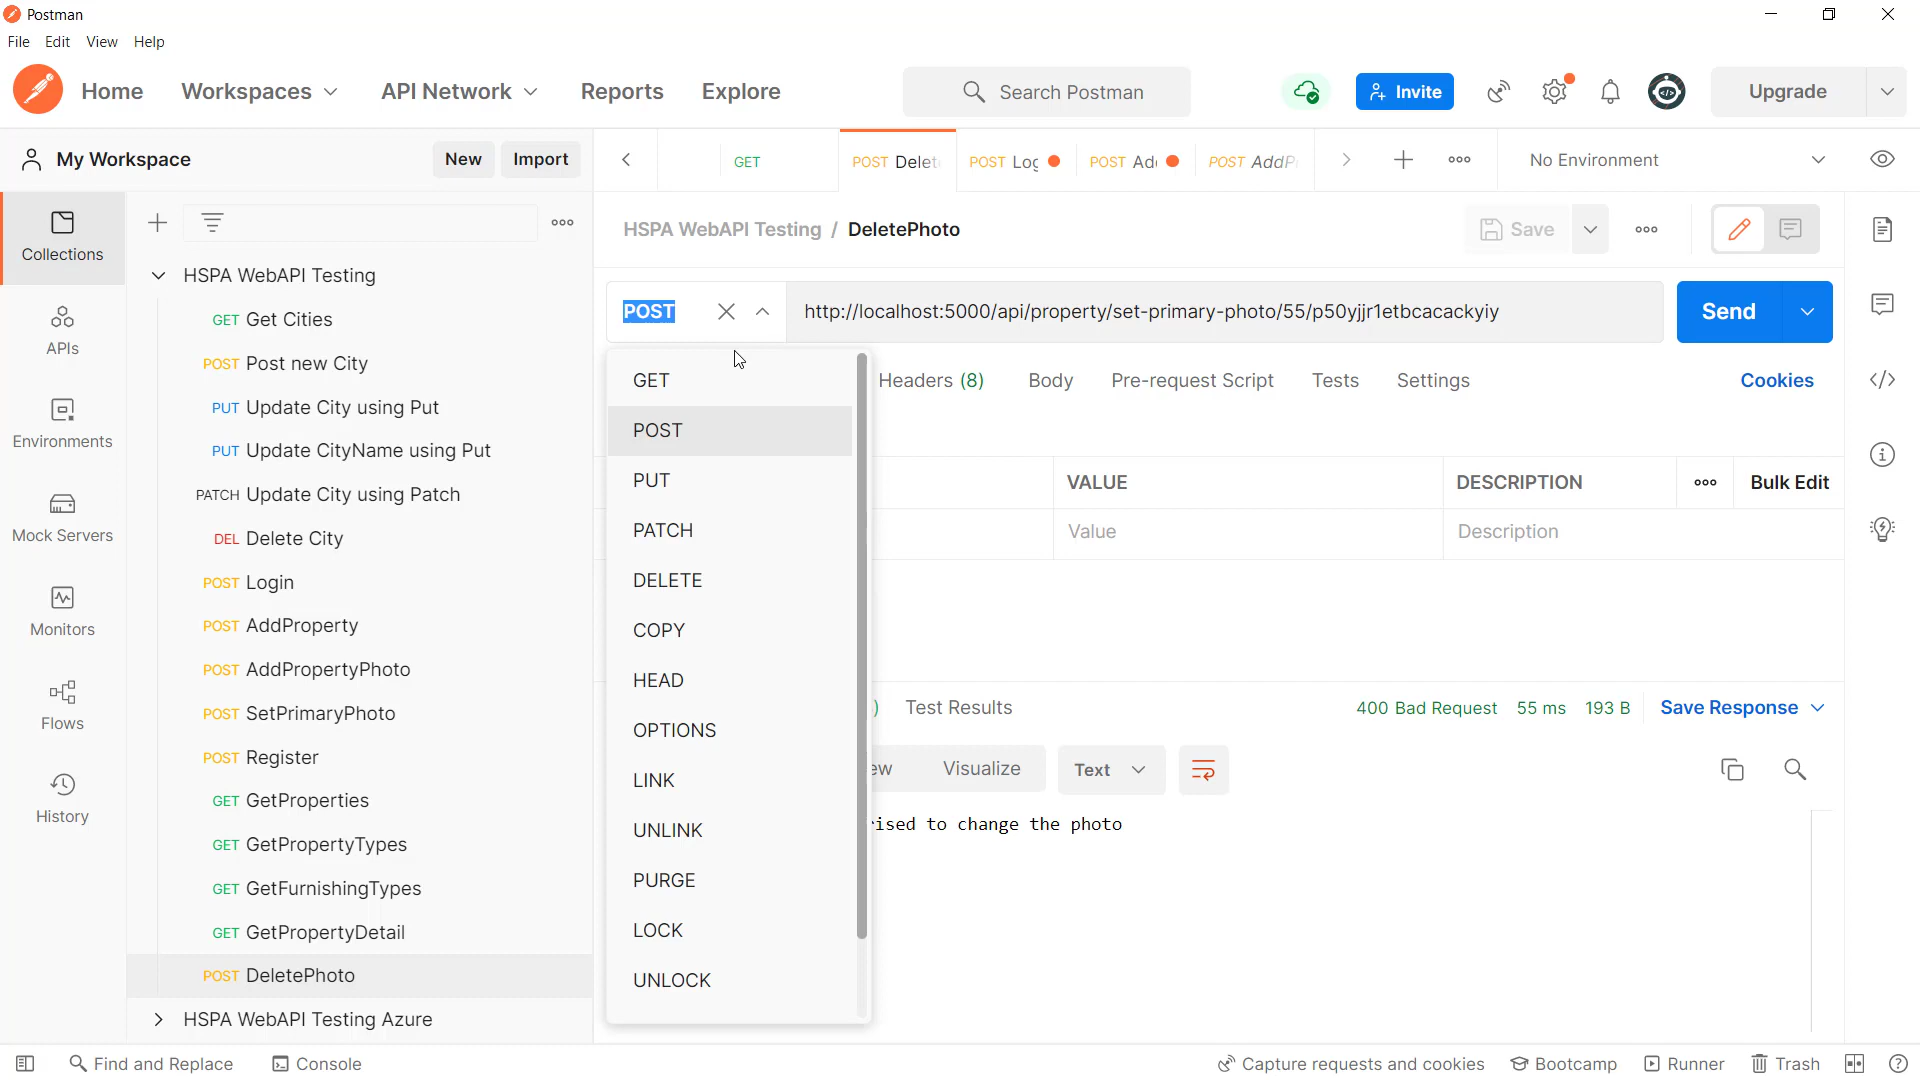 Postman
File Edit View Help
Home Workspaces API Network Reports Explore Search Postman Invite Upgrade
My Workspace New Import
GET POST Delet POST Log POST Ad POST AddP No Environment
Collections
APIs
Environments
Mock Servers
Monitors
Flows
History
HSPA WebAPI Testing
GET Get Cities
POST Post new City
PUT Update City using Put
PUT Update CityName using Put
PATCH Update City using Patch
DEL Delete City
POST Login
POST AddProperty
POST AddPropertyPhoto
POST SetPrimaryPhoto
POST Register
GET GetProperties
GET GetPropertyTypes
GET GetFurnishingTypes
GET GetPropertyDetail
POST DeletePhoto
HSPA WebAPI Testing Azure
HSPA WebAPI Testing / DeletePhoto Save
POST http://localhost:5000/api/property/set-primary-photo/55/p50yjjr1etbcacackyiy Send
Headers (8) Body Pre-request Script Tests Settings Cookies
GET
POST
PUT
PATCH
DELETE
COPY
HEAD
OPTIONS
LINK
UNLINK
PURGE
LOCK
UNLOCK
VALUE DESCRIPTION Bulk Edit
Value Description
) Test Results 400 Bad Request 55 ms 193 B Save Response
ew Visualize Text
ised to change the photo
Find and Replace Console Capture requests and cookies Bootcamp Runner Trash